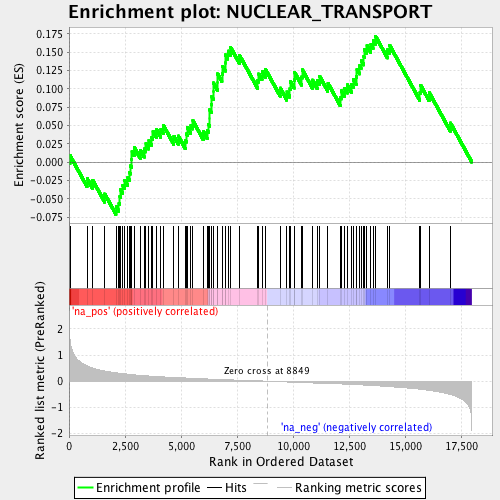 Enrichment plot: NUCLEAR_TRANSPORT
Enrichment score (ES)
0.175
0.150
0.125
0.100
0.075
0.050
0.025
0.000
-0.025
-0.050
-0.075
'na_pos' (positively correlated)
Ranked list metric (PreRanked)
2
1
0
-1
-2
Zero cross at 8849
'na_neg' (negatively correlated)
0
2,500
5,000
7,500
10,000
12,500
15,000
17,500
Rank in Ordered Dataset
Enrichment profile
Hits
Ranking metric scores